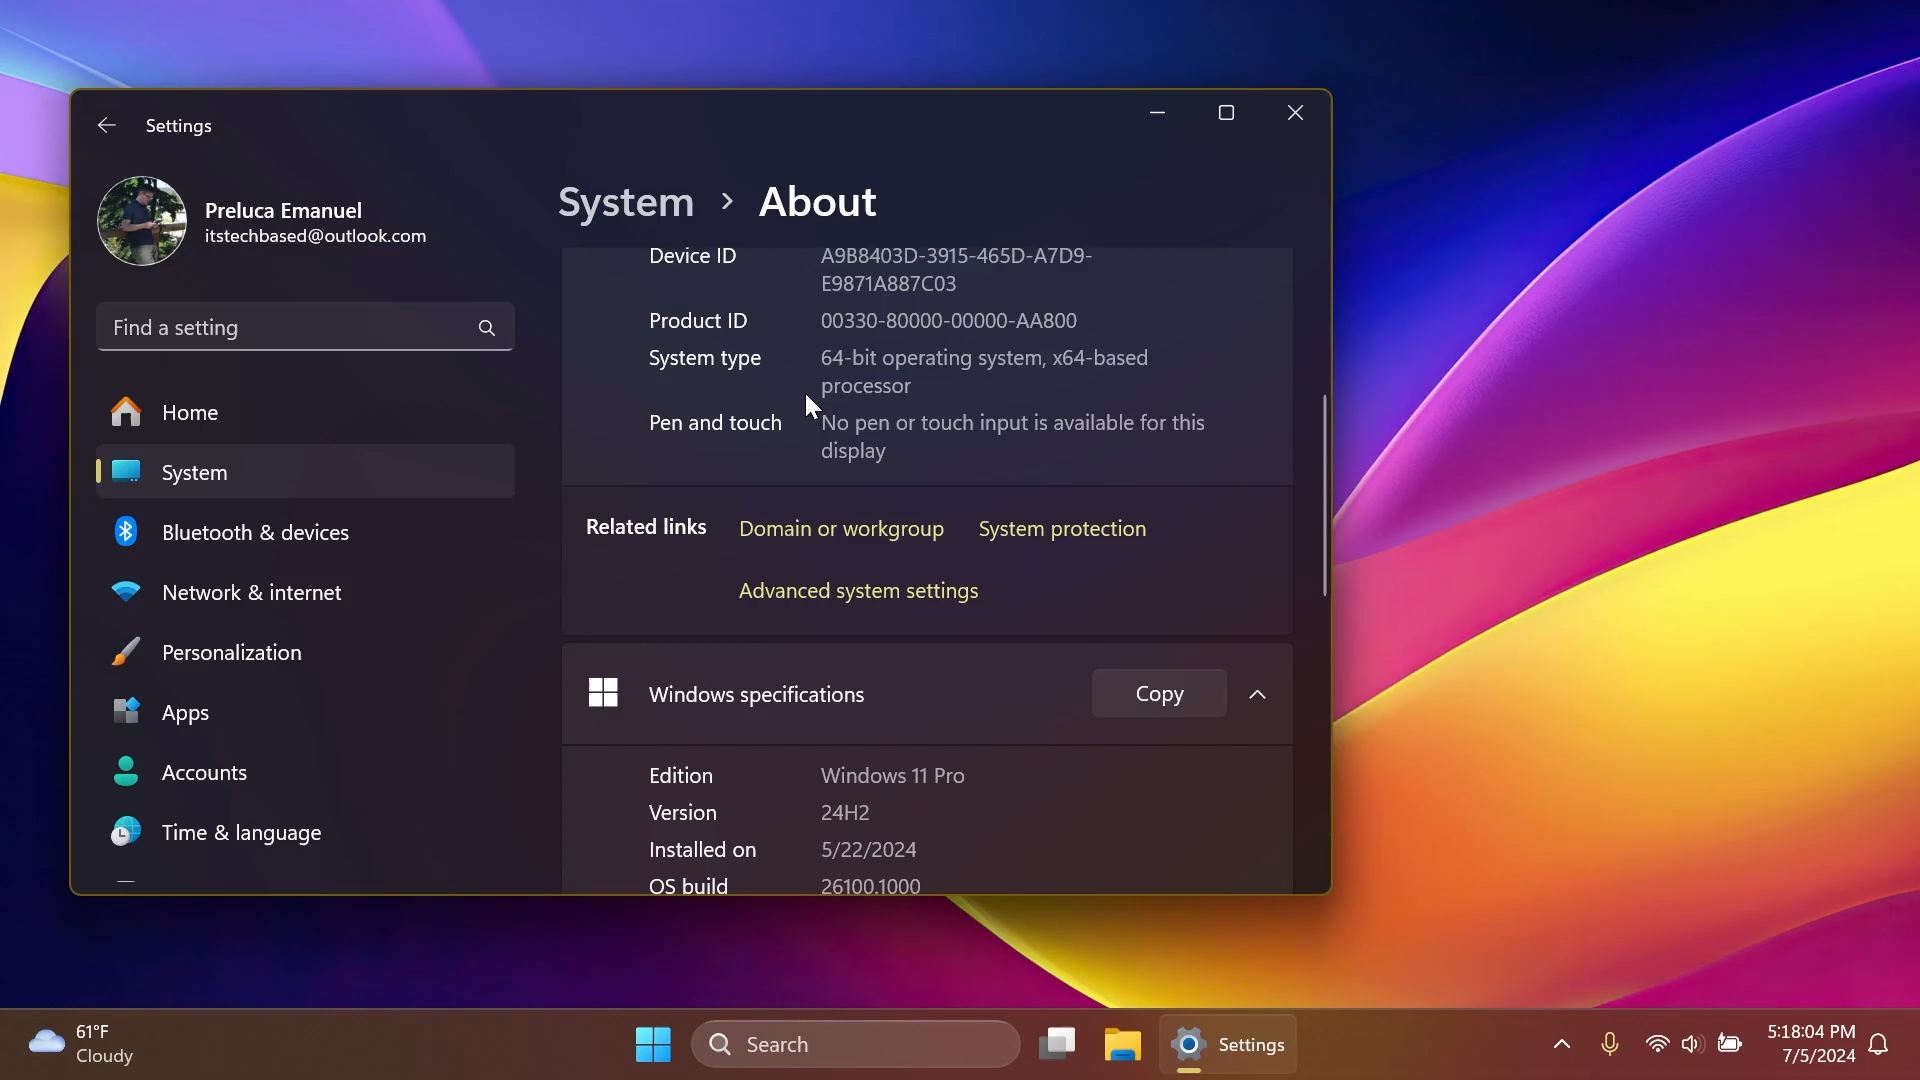 Settings
Preluca Emanuel
itstechbased@outlook.com
Find a setting
Home
System
Bluetooth & devices
Network & internet
Personalization
Apps
Accounts
Time & language
System > About
Device ID A9B8403D-3915-465D-A7D9-
E9871A887C03
Product ID 00330-80000-00000-AA800
System type 64-bit operating system, x64-based
processor
Pen and touch No pen or touch input is available for this
display
Related links Domain or workgroup System protection
Advanced system settings
Windows specifications Copy
Edition Windows 11 Pro
Version 24H2
Installed on 5/22/2024
OS build 26100.1000
61°F
Cloudy
Search
Settings
5:18:04 PM
7/5/2024